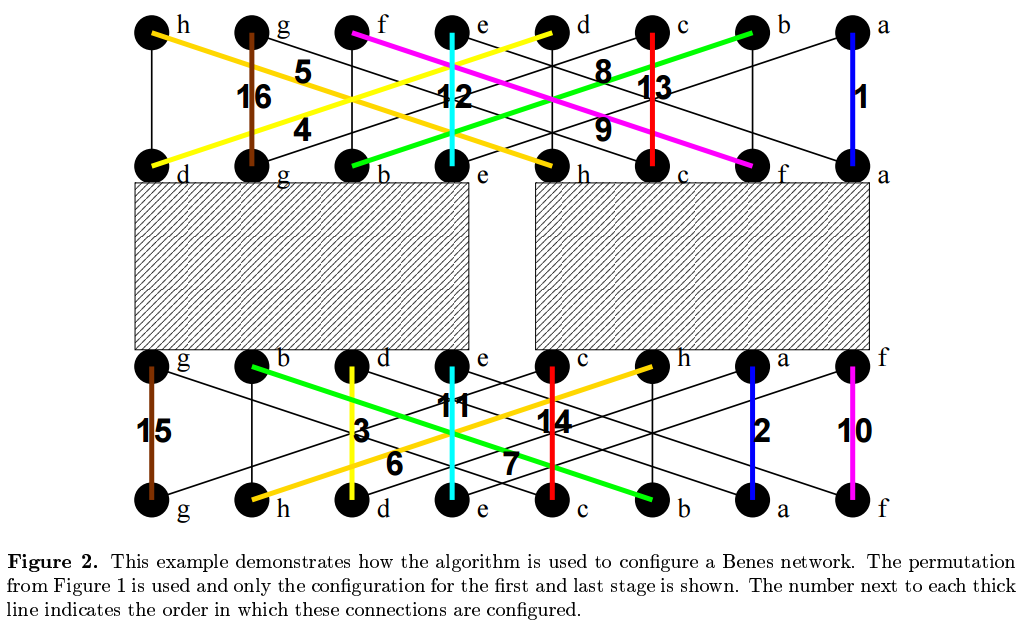 h g f e d c b a
5 8
16 12 13 1
4 9
d g b e h c f a
g b d e c h a f
11
15 3 14 2 10
6 7
g h d e c b a f
Figure 2. This example demonstrates how the algorithm is used to configure a Benes network. The permutation
from Figure 1 is used and only the configuration for the first and last stage is shown. The number next to each thick
line indicates the order in which these connections are configured.